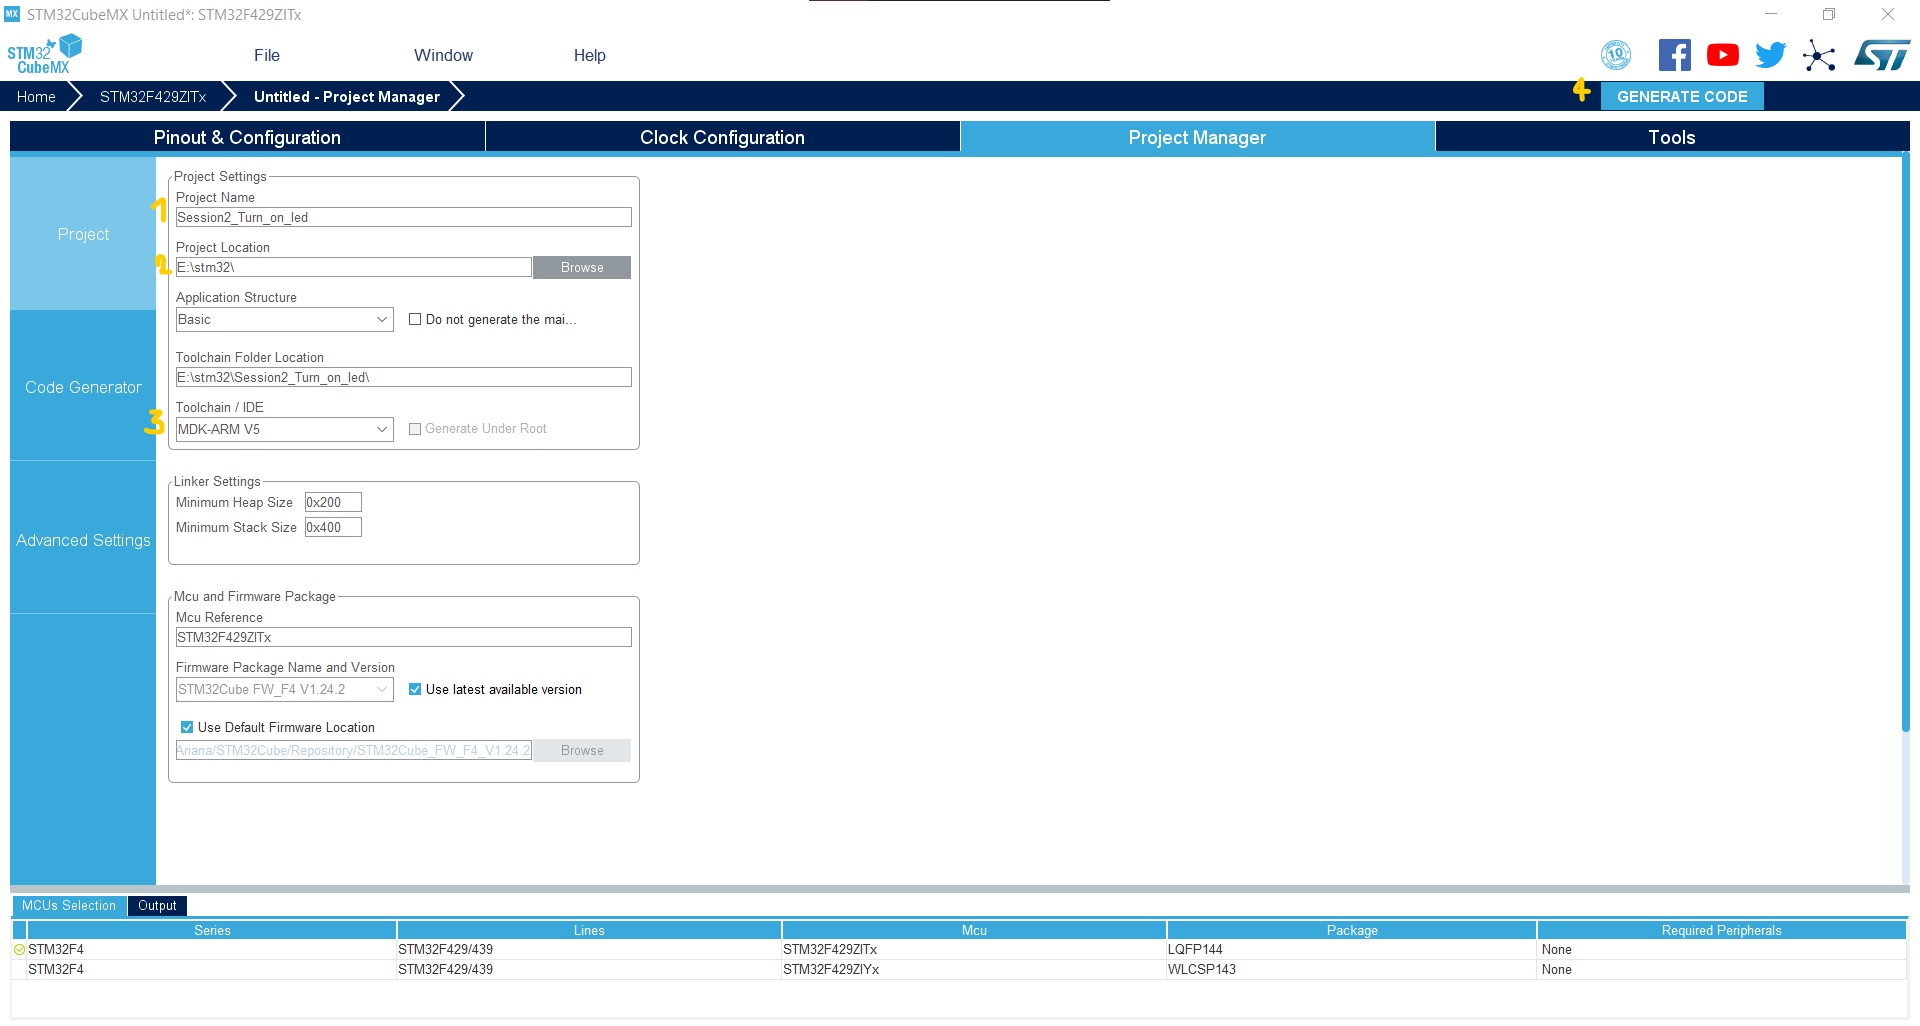 MX STM32CubeMX Untitled*: STM32F429ZITx
STM32 CubeMX
File Window Help
10
ST
Home STM32F429ZITx Untitled - Project Manager 4 GENERATE CODE
Pinout & Configuration Clock Configuration Project Manager Tools
Project
Code Generator
Advanced Settings
Project Settings
Project Name
1 Session2_Turn_on_led
Project Location
2 E:\stm32\ Browse
Application Structure
Basic Do not generate the mai...
Toolchain Folder Location
E:\stm32\Session2_Turn_on_led\
Toolchain / IDE
3 MDK-ARM V5 Generate Under Root
Linker Settings
Minimum Heap Size 0x200
Minimum Stack Size 0x400
Mcu and Firmware Package
Mcu Reference
STM32F429ZITx
Firmware Package Name and Version
STM32Cube FW_F4 V1.24.2 Use latest available version
Use Default Firmware Location
Ariana/STM32Cube/Repository/STM32Cube_FW_F4_V1.24.2 Browse
MCUs Selection Output
Series Lines Mcu Package Required Peripherals
STM32F4 STM32F429/439 STM32F429ZITx LQFP144 None
STM32F4 STM32F429/439 STM32F429ZIYx WLCSP143 None